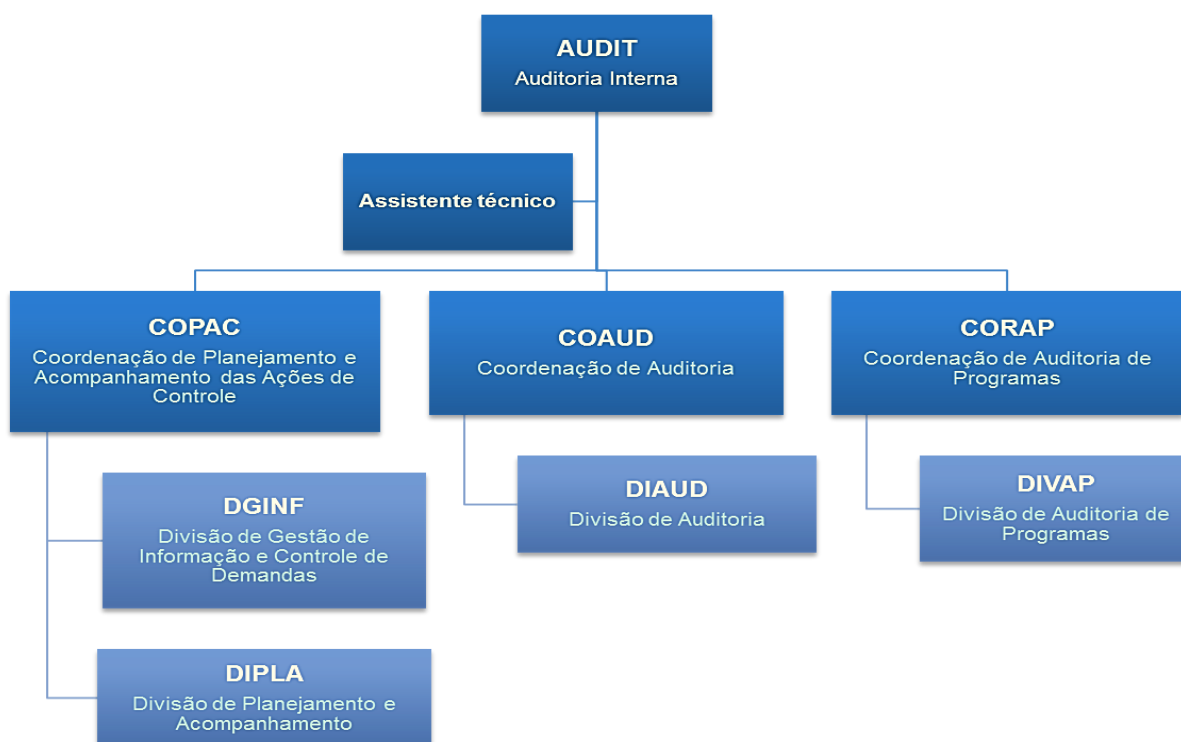 AUDIT
Auditoria Interna
Assistente técnico
COPAC
Coordenação de Planejamento e
Acompanhamento das Ações de
Controle
COAUD
Coordenação de Auditoria
CORAP
Coordenação de Auditoria de
Programas
DGINF
Divisão de Gestão de
Informação e Controle de
Demandas
DIAUD
Divisão de Auditoria
DIVAP
Divisão de Auditoria de
Programas
DIPLA
Divisão de Planejamento e
Acompanhamento